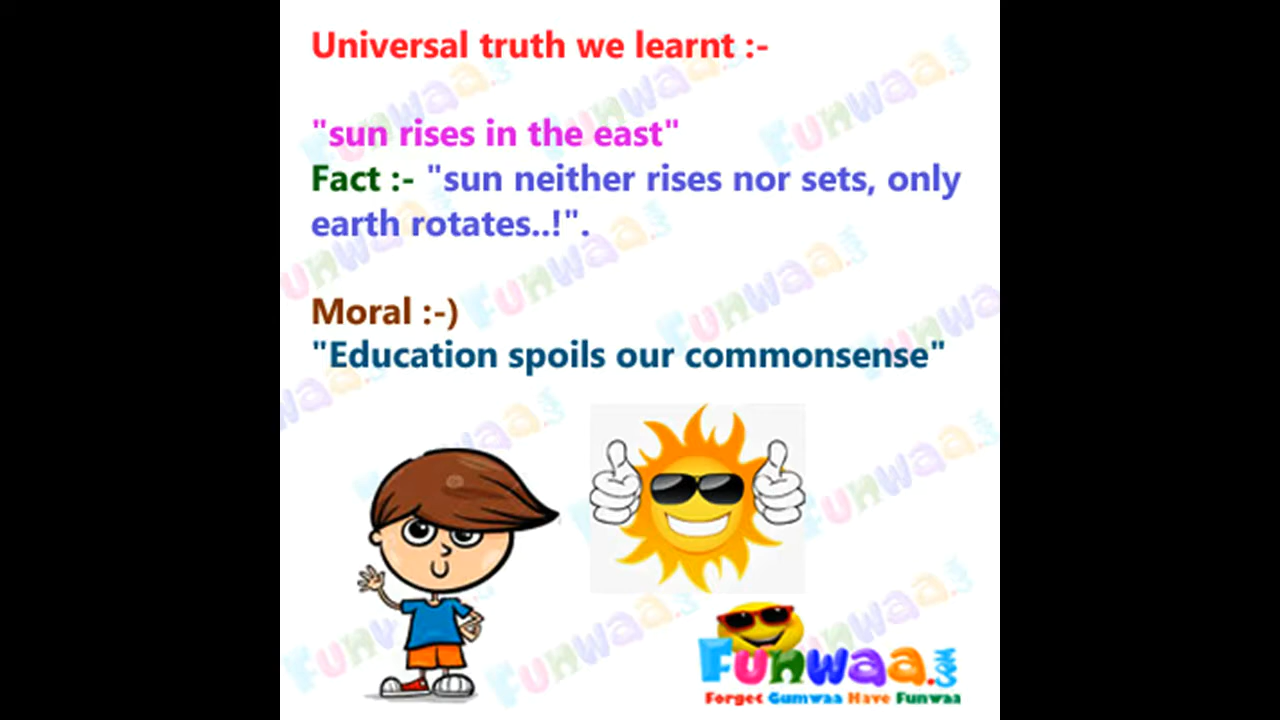 Universal truth we learnt :-
"sun rises in the east"
Fact :- "sun neither rises nor sets, only
earth rotates..!".
Moral :-)
"Education spoils our commonsense"
Funwaa.com
Forget Gumwaa Have Funwaa